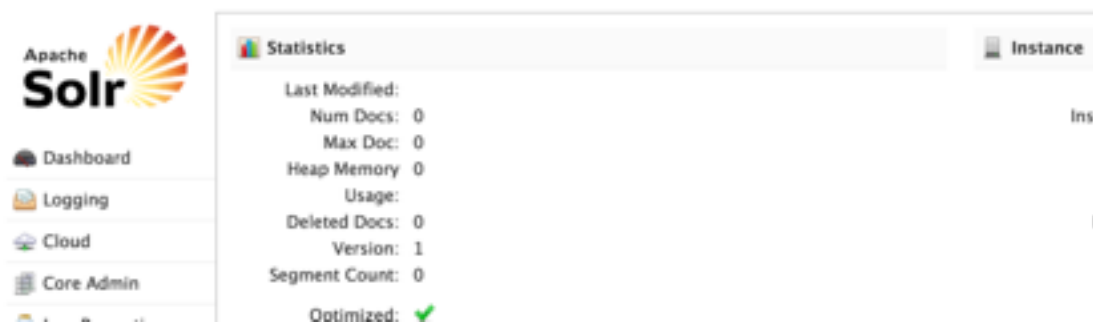 Apache
Solr
Dashboard
Logging
Cloud
Core Admin
Statistics
Last Modified:
Num Docs: 0
Max Doc: 0
Heap Memory 0
Usage:
Deleted Docs: 0
Version: 1
Segment Count: 0
Optimized:
Instance